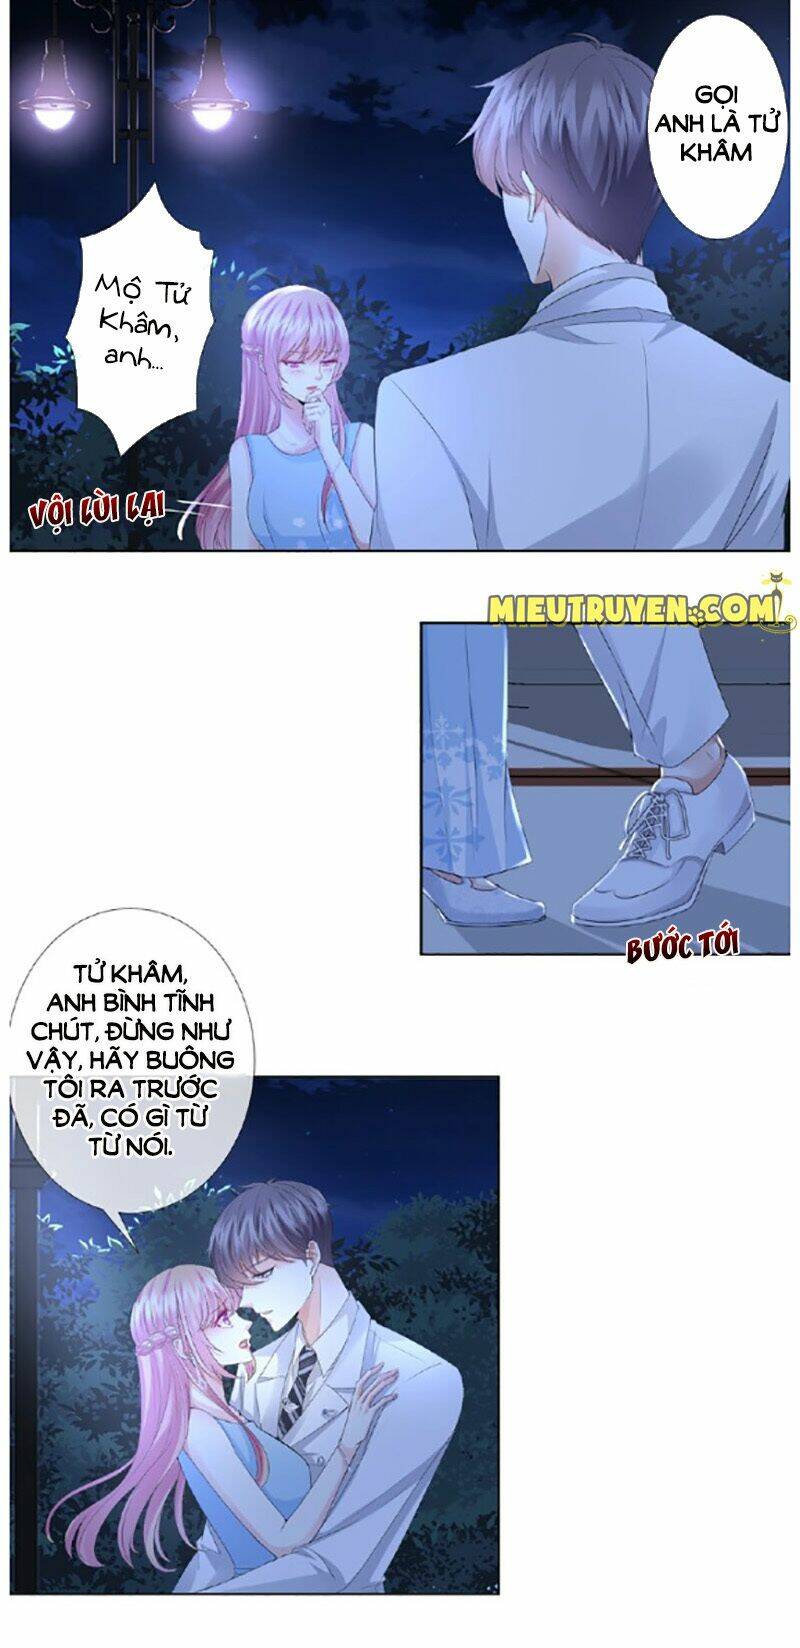 GỌI
ANH LÀ TỬ
KHÂM
Mộ Tử
Khâm,
anh...
VỘI LÙI LẠI
MIEUTRUYEN.COM
BƯỚC TỚI
TỬ KHÂM,
ANH BÌNH TĨNH
CHÚT, ĐỪNG NHƯ
VẬY, HÃY BUÔNG
TÔI RA TRƯỚC
ĐÃ, CÓ GÌ TỪ
TỪ NÓI.